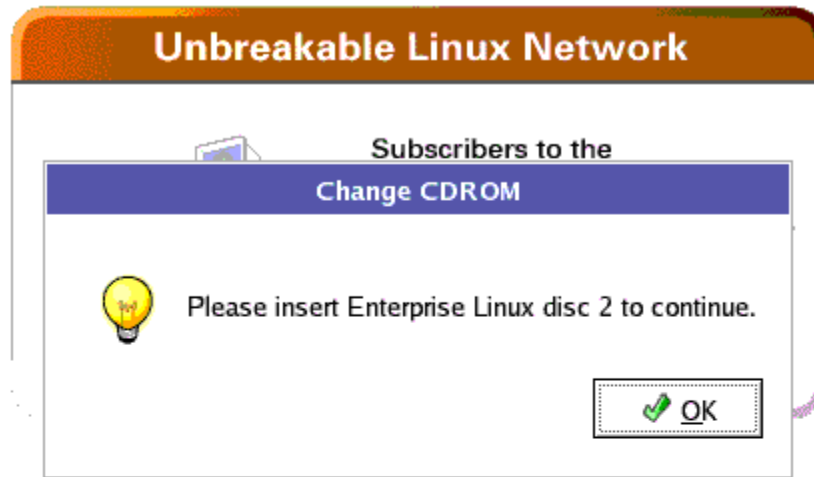 Unbreakable Linux Network
Subscribers to the
Change CDROM
Please insert Enterprise Linux disc 2 to continue.
OK